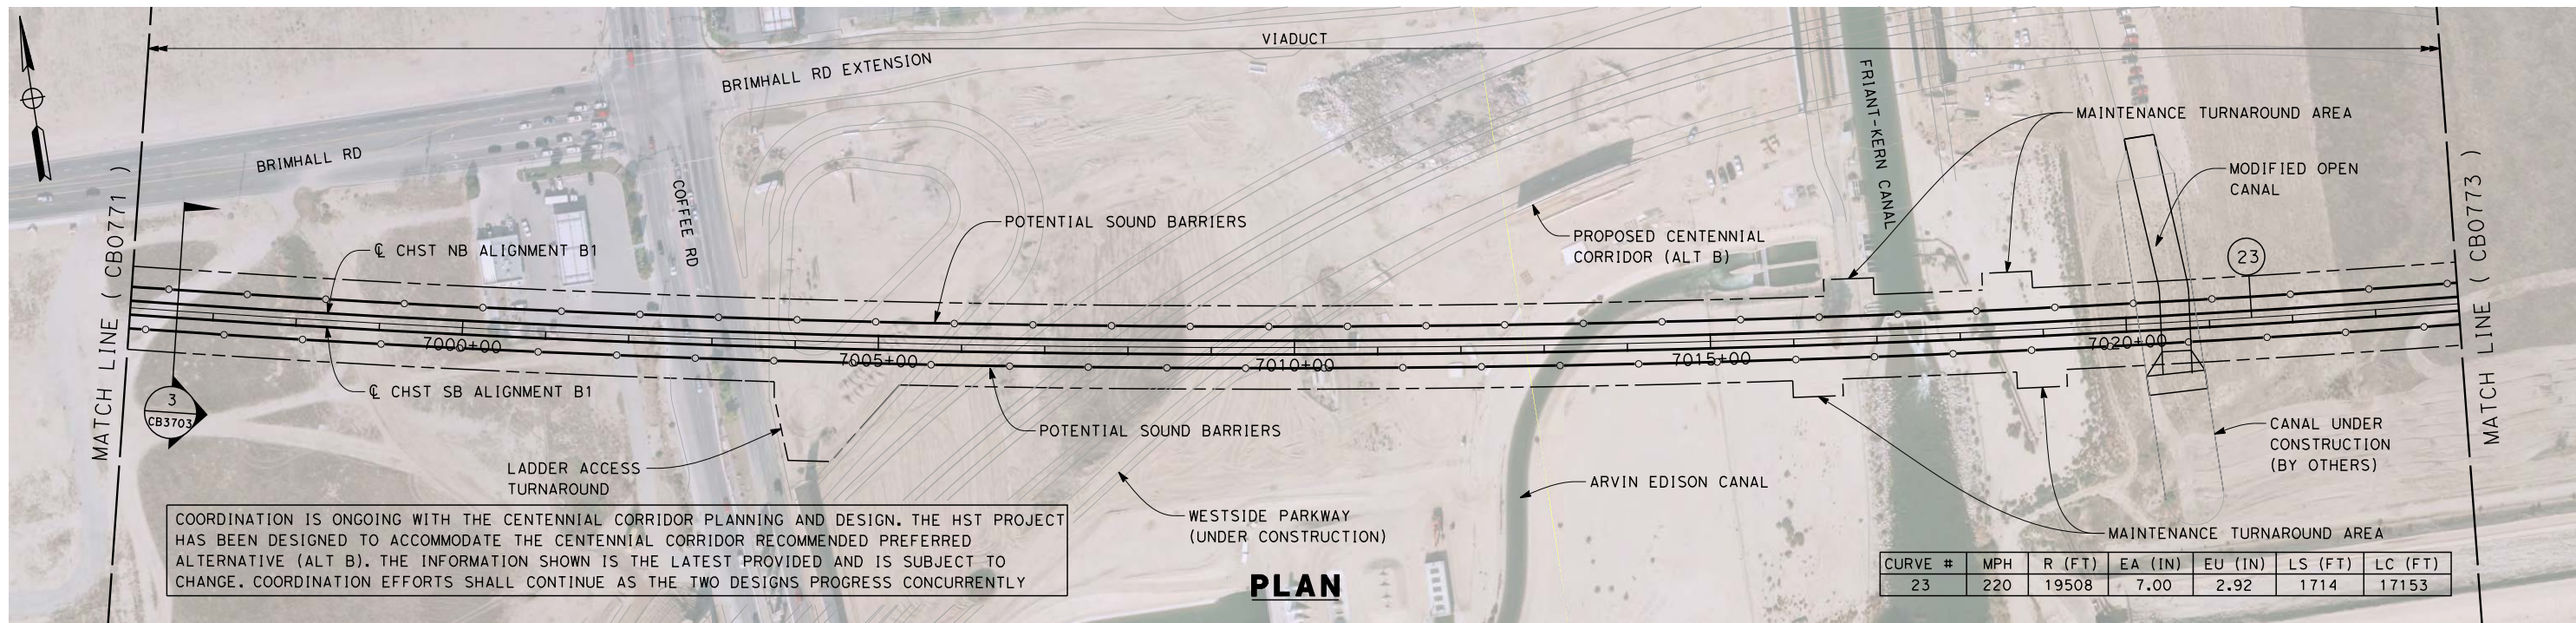 VIADUCT
BRIMHALL RD EXTENSION
BRIMHALL RD
COFFEE RD
FRIANT-KERN CANAL
MAINTENANCE TURNAROUND AREA
MODIFIED OPEN
CANAL
MATCH LINE ( CB0771 )
MATCH LINE ( CB0773 )
℄ CHST NB ALIGNMENT B1
POTENTIAL SOUND BARRIERS
PROPOSED CENTENNIAL
CORRIDOR (ALT B)
23
7000+00
7005+00
7010+00
7015+00
7020+00
℄ CHST SB ALIGNMENT B1
3
CB3703
POTENTIAL SOUND BARRIERS
LADDER ACCESS
TURNAROUND
CANAL UNDER
CONSTRUCTION
(BY OTHERS)
ARVIN EDISON CANAL
WESTSIDE PARKWAY
(UNDER CONSTRUCTION)
MAINTENANCE TURNAROUND AREA
COORDINATION IS ONGOING WITH THE CENTENNIAL CORRIDOR PLANNING AND DESIGN. THE HST PROJECT
HAS BEEN DESIGNED TO ACCOMMODATE THE CENTENNIAL CORRIDOR RECOMMENDED PREFERRED
ALTERNATIVE (ALT B). THE INFORMATION SHOWN IS THE LATEST PROVIDED AND IS SUBJECT TO
CHANGE. COORDINATION EFFORTS SHALL CONTINUE AS THE TWO DESIGNS PROGRESS CONCURRENTLY
PLAN
CURVE # MPH R (FT) EA (IN) EU (IN) LS (FT) LC (FT)
23 220 19508 7.00 2.92 1714 17153